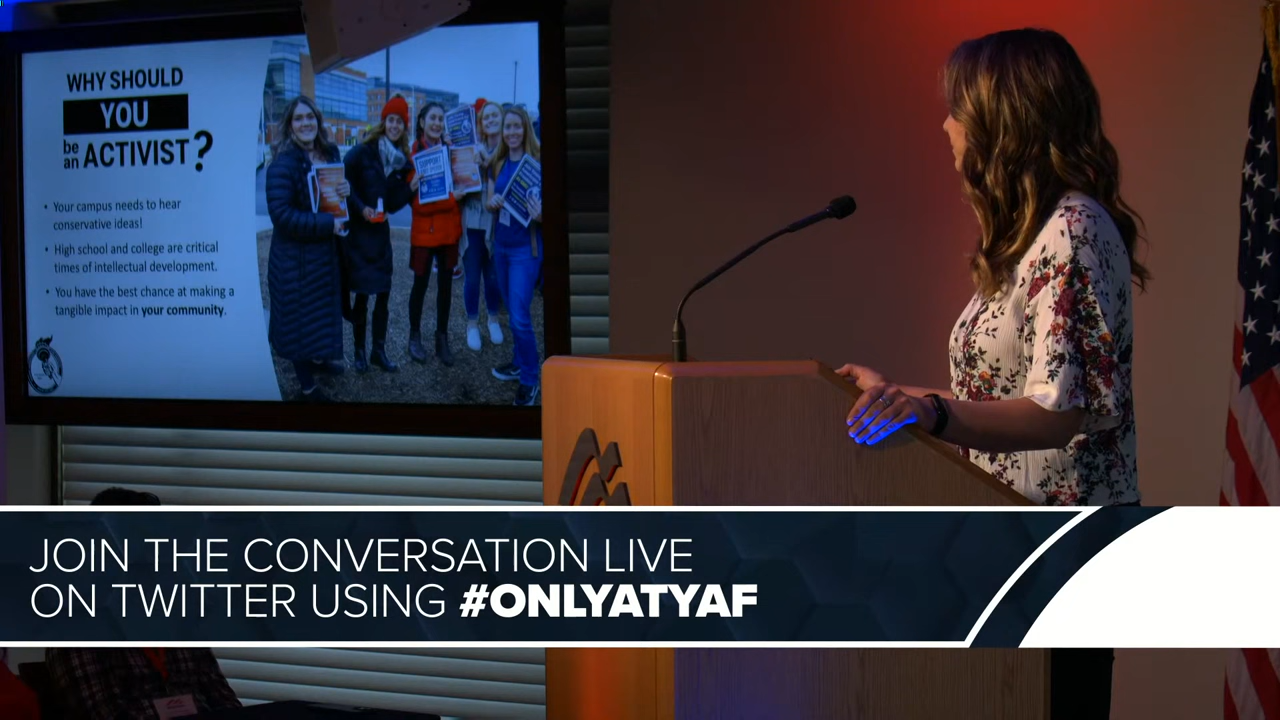 WHY SHOULD
YOU
be
an ACTIVIST?
• Your campus needs to hear
conservative ideas!
• High school and college are critical
times of intellectual development.
• You have the best chance at making a
tangible impact in your community.
SUPPORT
JOIN THE CONVERSATION LIVE
ON TWITTER USING #ONLYATYAF